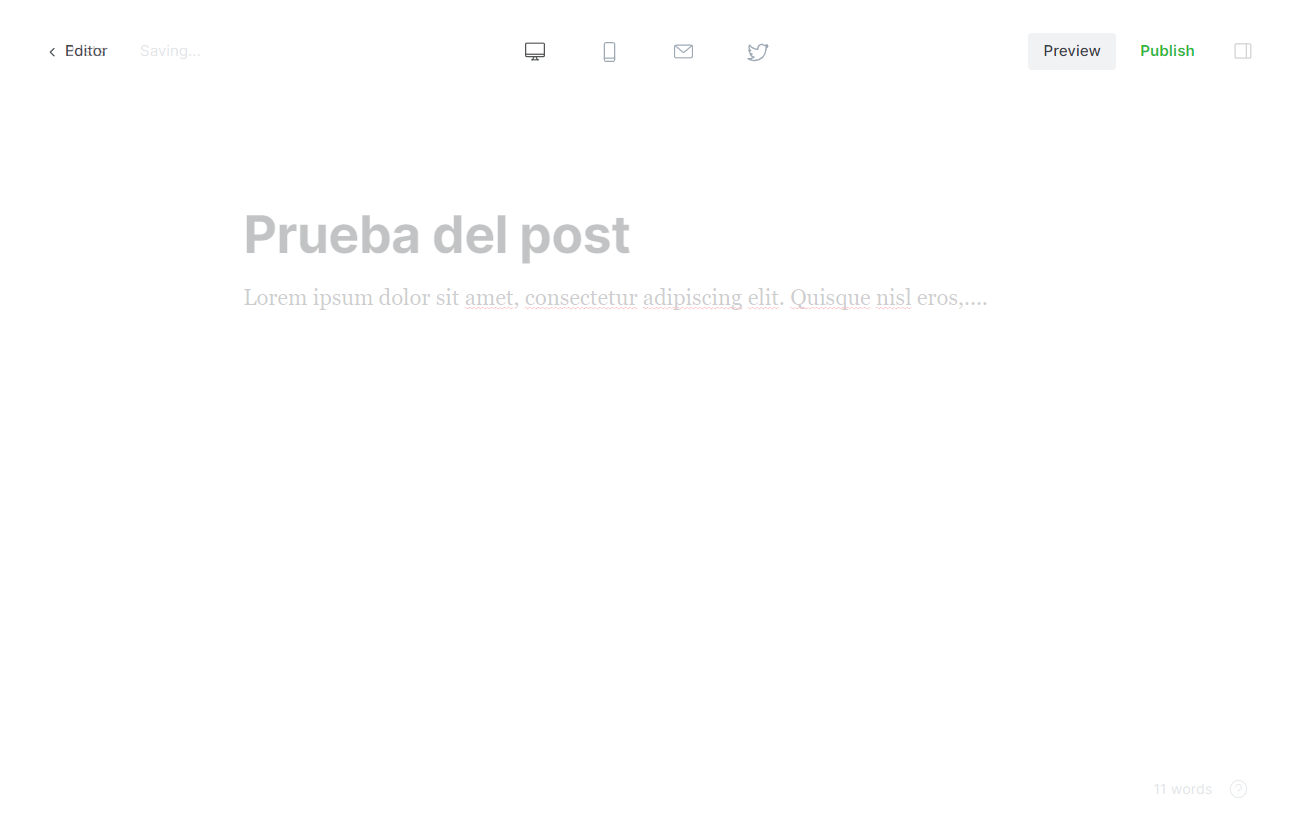 Editor
Saving...
Preview
Publish
Prueba del post
Lorem ipsum dolor sit amet, consectetur adipiscing elit. Quisque nisl eros,....
11 words
?